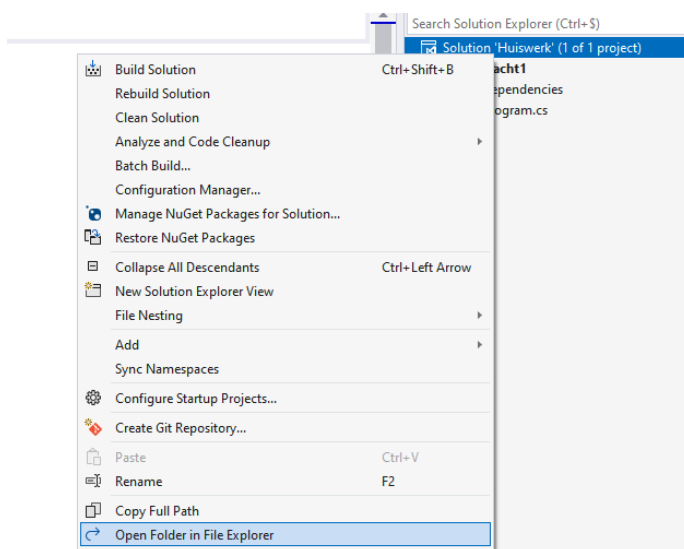 Search Solution Explorer (Ctrl+$)
Solution 'Huiswerk' (1 of 1 project)
acht1
ependencies
ogram.cs
Build Solution Ctrl+Shift+B
Rebuild Solution
Clean Solution
Analyze and Code Cleanup
Batch Build...
Configuration Manager...
Manage NuGet Packages for Solution...
Restore NuGet Packages
Collapse All Descendants Ctrl+Left Arrow
New Solution Explorer View
File Nesting
Add
Sync Namespaces
Configure Startup Projects...
Create Git Repository...
Paste Ctrl+V
Rename F2
Copy Full Path
Open Folder in File Explorer